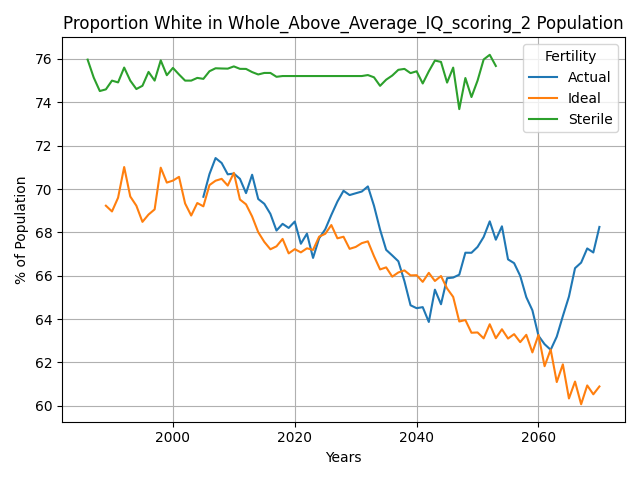 Proportion White in Whole_Above_Average_IQ_scoring_2 Population
% of Population
76
74
72
70
68
66
64
62
60
Fertility
Actual
Ideal
Sterile
2000
2020
2040
2060
Years